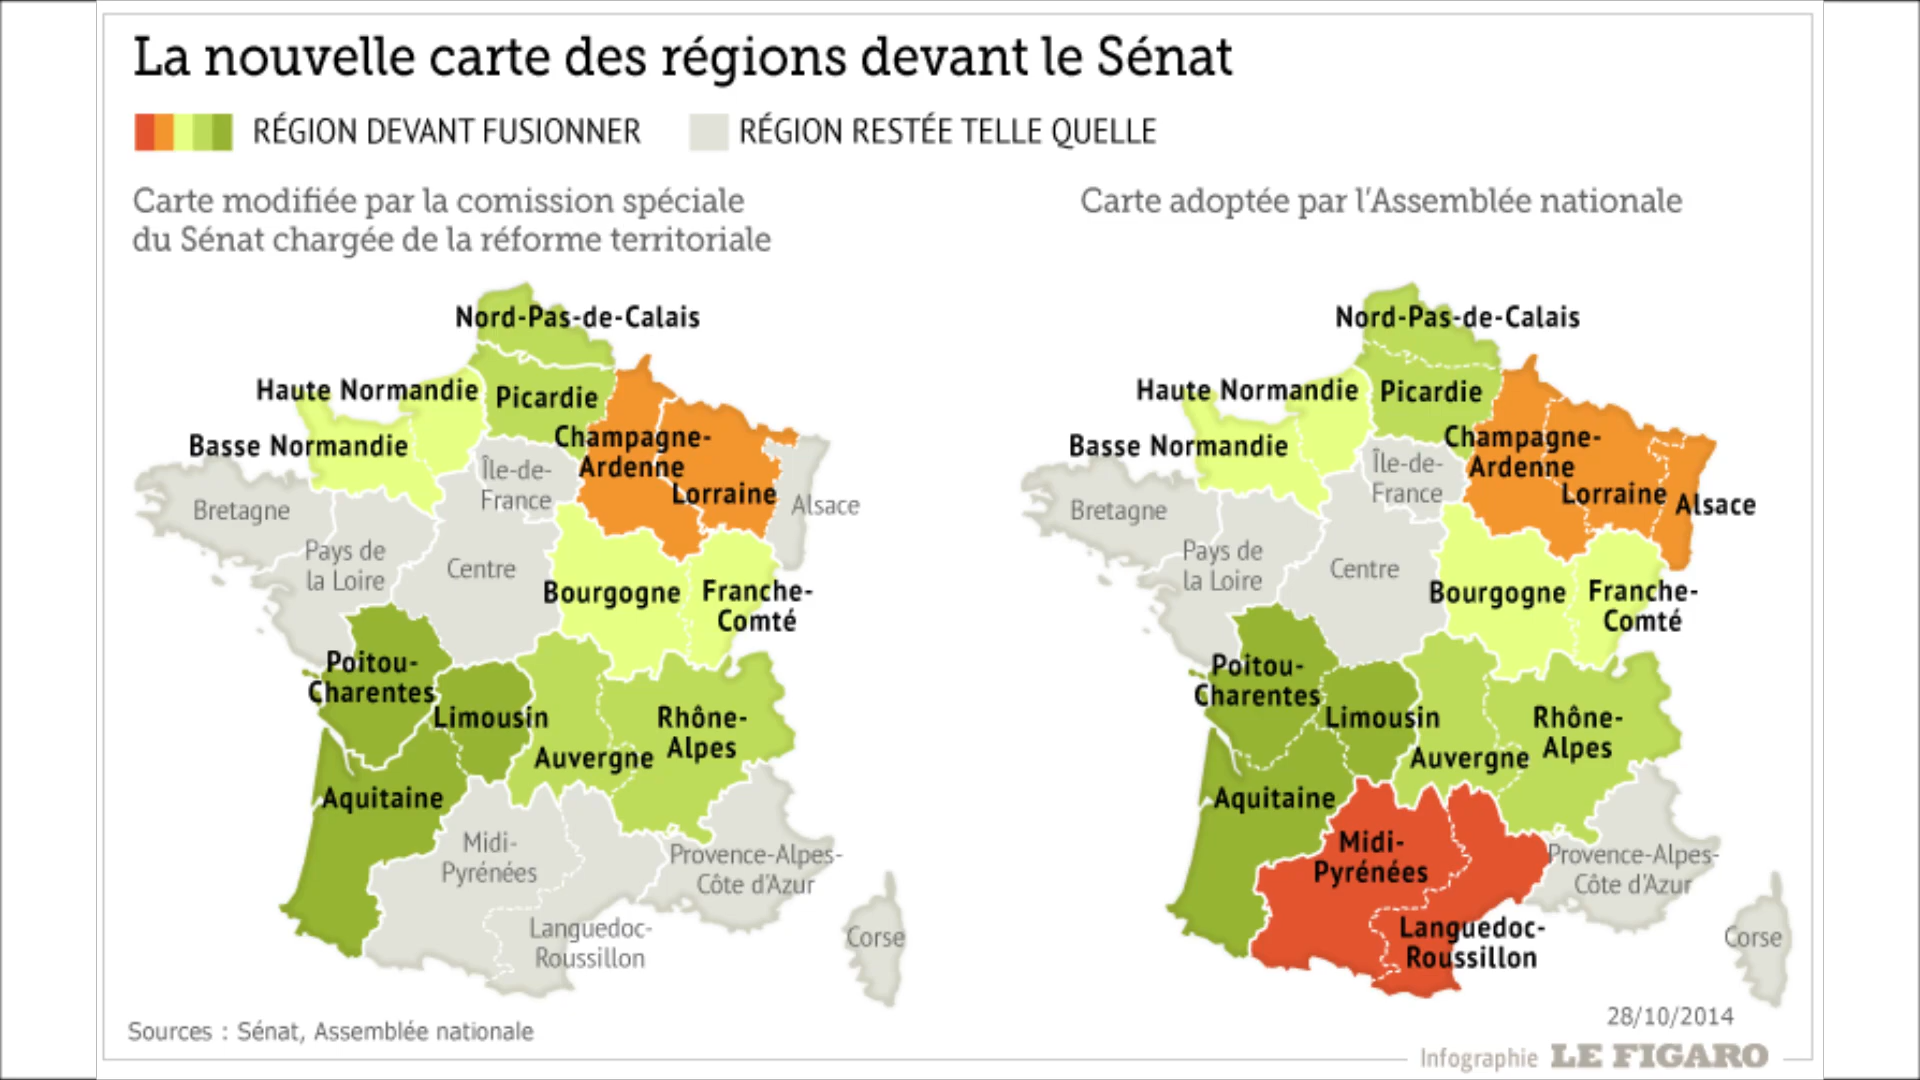 La nouvelle carte des régions devant le Sénat
RÉGION DEVANT FUSIONNER
RÉGION RESTÉE TELLE QUELLE
Carte modifiée par la comission spéciale
du Sénat chargée de la réforme territoriale
Nord-Pas-de-Calais
Haute Normandie
Picardie
Basse Normandie
Champagne-
Ardenne
Île-de-
France
Lorraine
Alsace
Bretagne
Pays de
la Loire
Centre
Bourgogne
Franche-
Comté
Poitou-
Charentes
Limousin
Auvergne
Rhône-
Alpes
Aquitaine
Midi-
Pyrénées
Languedoc-
Roussillon
Provence-Alpes-
Côte d'Azur
Corse
Sources : Sénat, Assemblée nationale
Carte adoptée par l'Assemblée nationale
Nord-Pas-de-Calais
Haute Normandie
Picardie
Basse Normandie
Champagne-
Ardenne
Île-de-
France
Lorraine
Alsace
Bretagne
Pays de
la Loire
Centre
Bourgogne
Franche-
Comté
Poitou-
Charentes
Limousin
Auvergne
Rhône-
Alpes
Aquitaine
Midi-
Pyrénées
Languedoc-
Roussillon
Provence-Alpes-
Côte d'Azur
Corse
28/10/2014
Infographie LE FIGARO